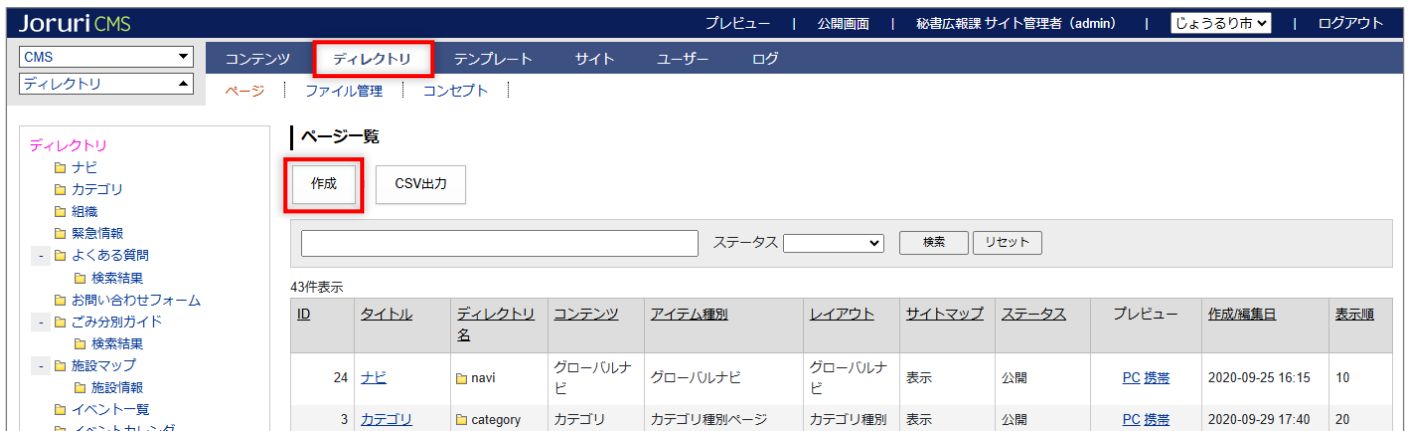 Joruri CMS プレビュー | 公開画面 | 秘書広報課 サイト管理者（admin） | じょうるり市 | ログアウト
CMS
コンテンツ ディレクトリ テンプレート サイト ユーザー ログ
ディレクトリ
ページ ファイル管理 コンセプト
ディレクトリ
ナビ
カテゴリ
組織
緊急情報
- よくある質問
検索結果
お問い合わせフォーム
- ごみ分別ガイド
検索結果
- 施設マップ
施設情報
イベント一覧
イベントカレンダ
ページ一覧
作成 CSV出力
ステータス 検索 リセット
43件表示
ID タイトル ディレクトリ名 コンテンツ アイテム種別 レイアウト サイトマップ ステータス プレビュー 作成/編集日 表示順
24 ナビ navi グローバルナビ グローバルナビ グローバルナビ 表示 公開 PC 携帯 2020-09-25 16:15 10
3 カテゴリ category カテゴリ カテゴリ種別ページ カテゴリ種別 表示 公開 PC 携帯 2020-09-29 17:40 20